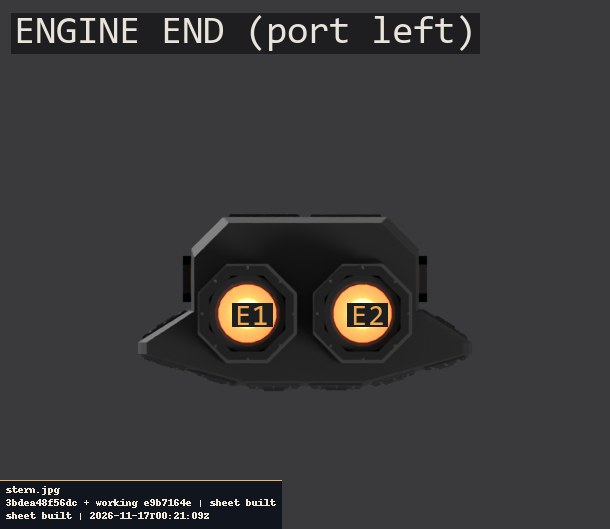 ENGINE END (port left)
E1
E2
stern.jpg
3bdea48f56dc + working e9b7164e | sheet built
sheet built | 2026-11-17T00:21:09Z